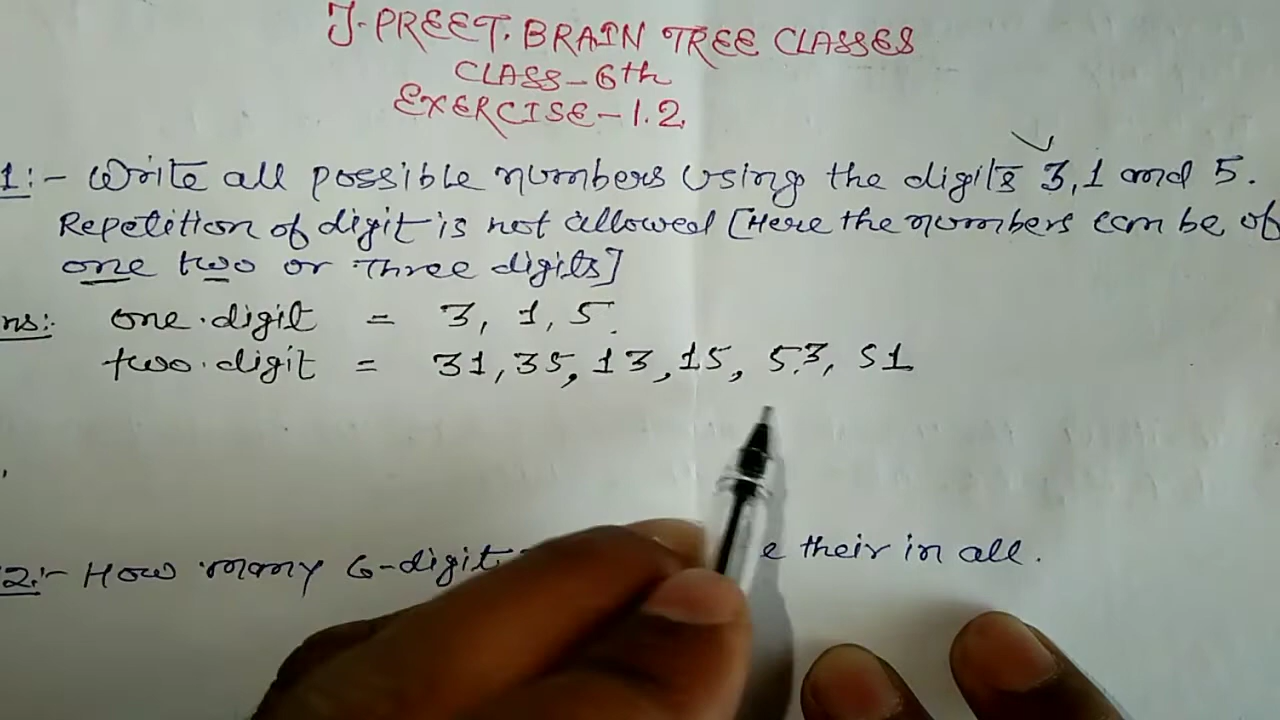 J-PREET. BRAIN TREE CLASSES
CLASS-6th
EXERCISE-1.2.
1:- Write all possible numbers using the digits 3,1 and 5.
Repetition of digit is not allowed [Here the numbers can be of
one two or three digits]
ns:- one.digit = 3, 1, 5.
two.digit = 31, 35, 13, 15, 53, 51
2:- How many 6-digit e their in all.